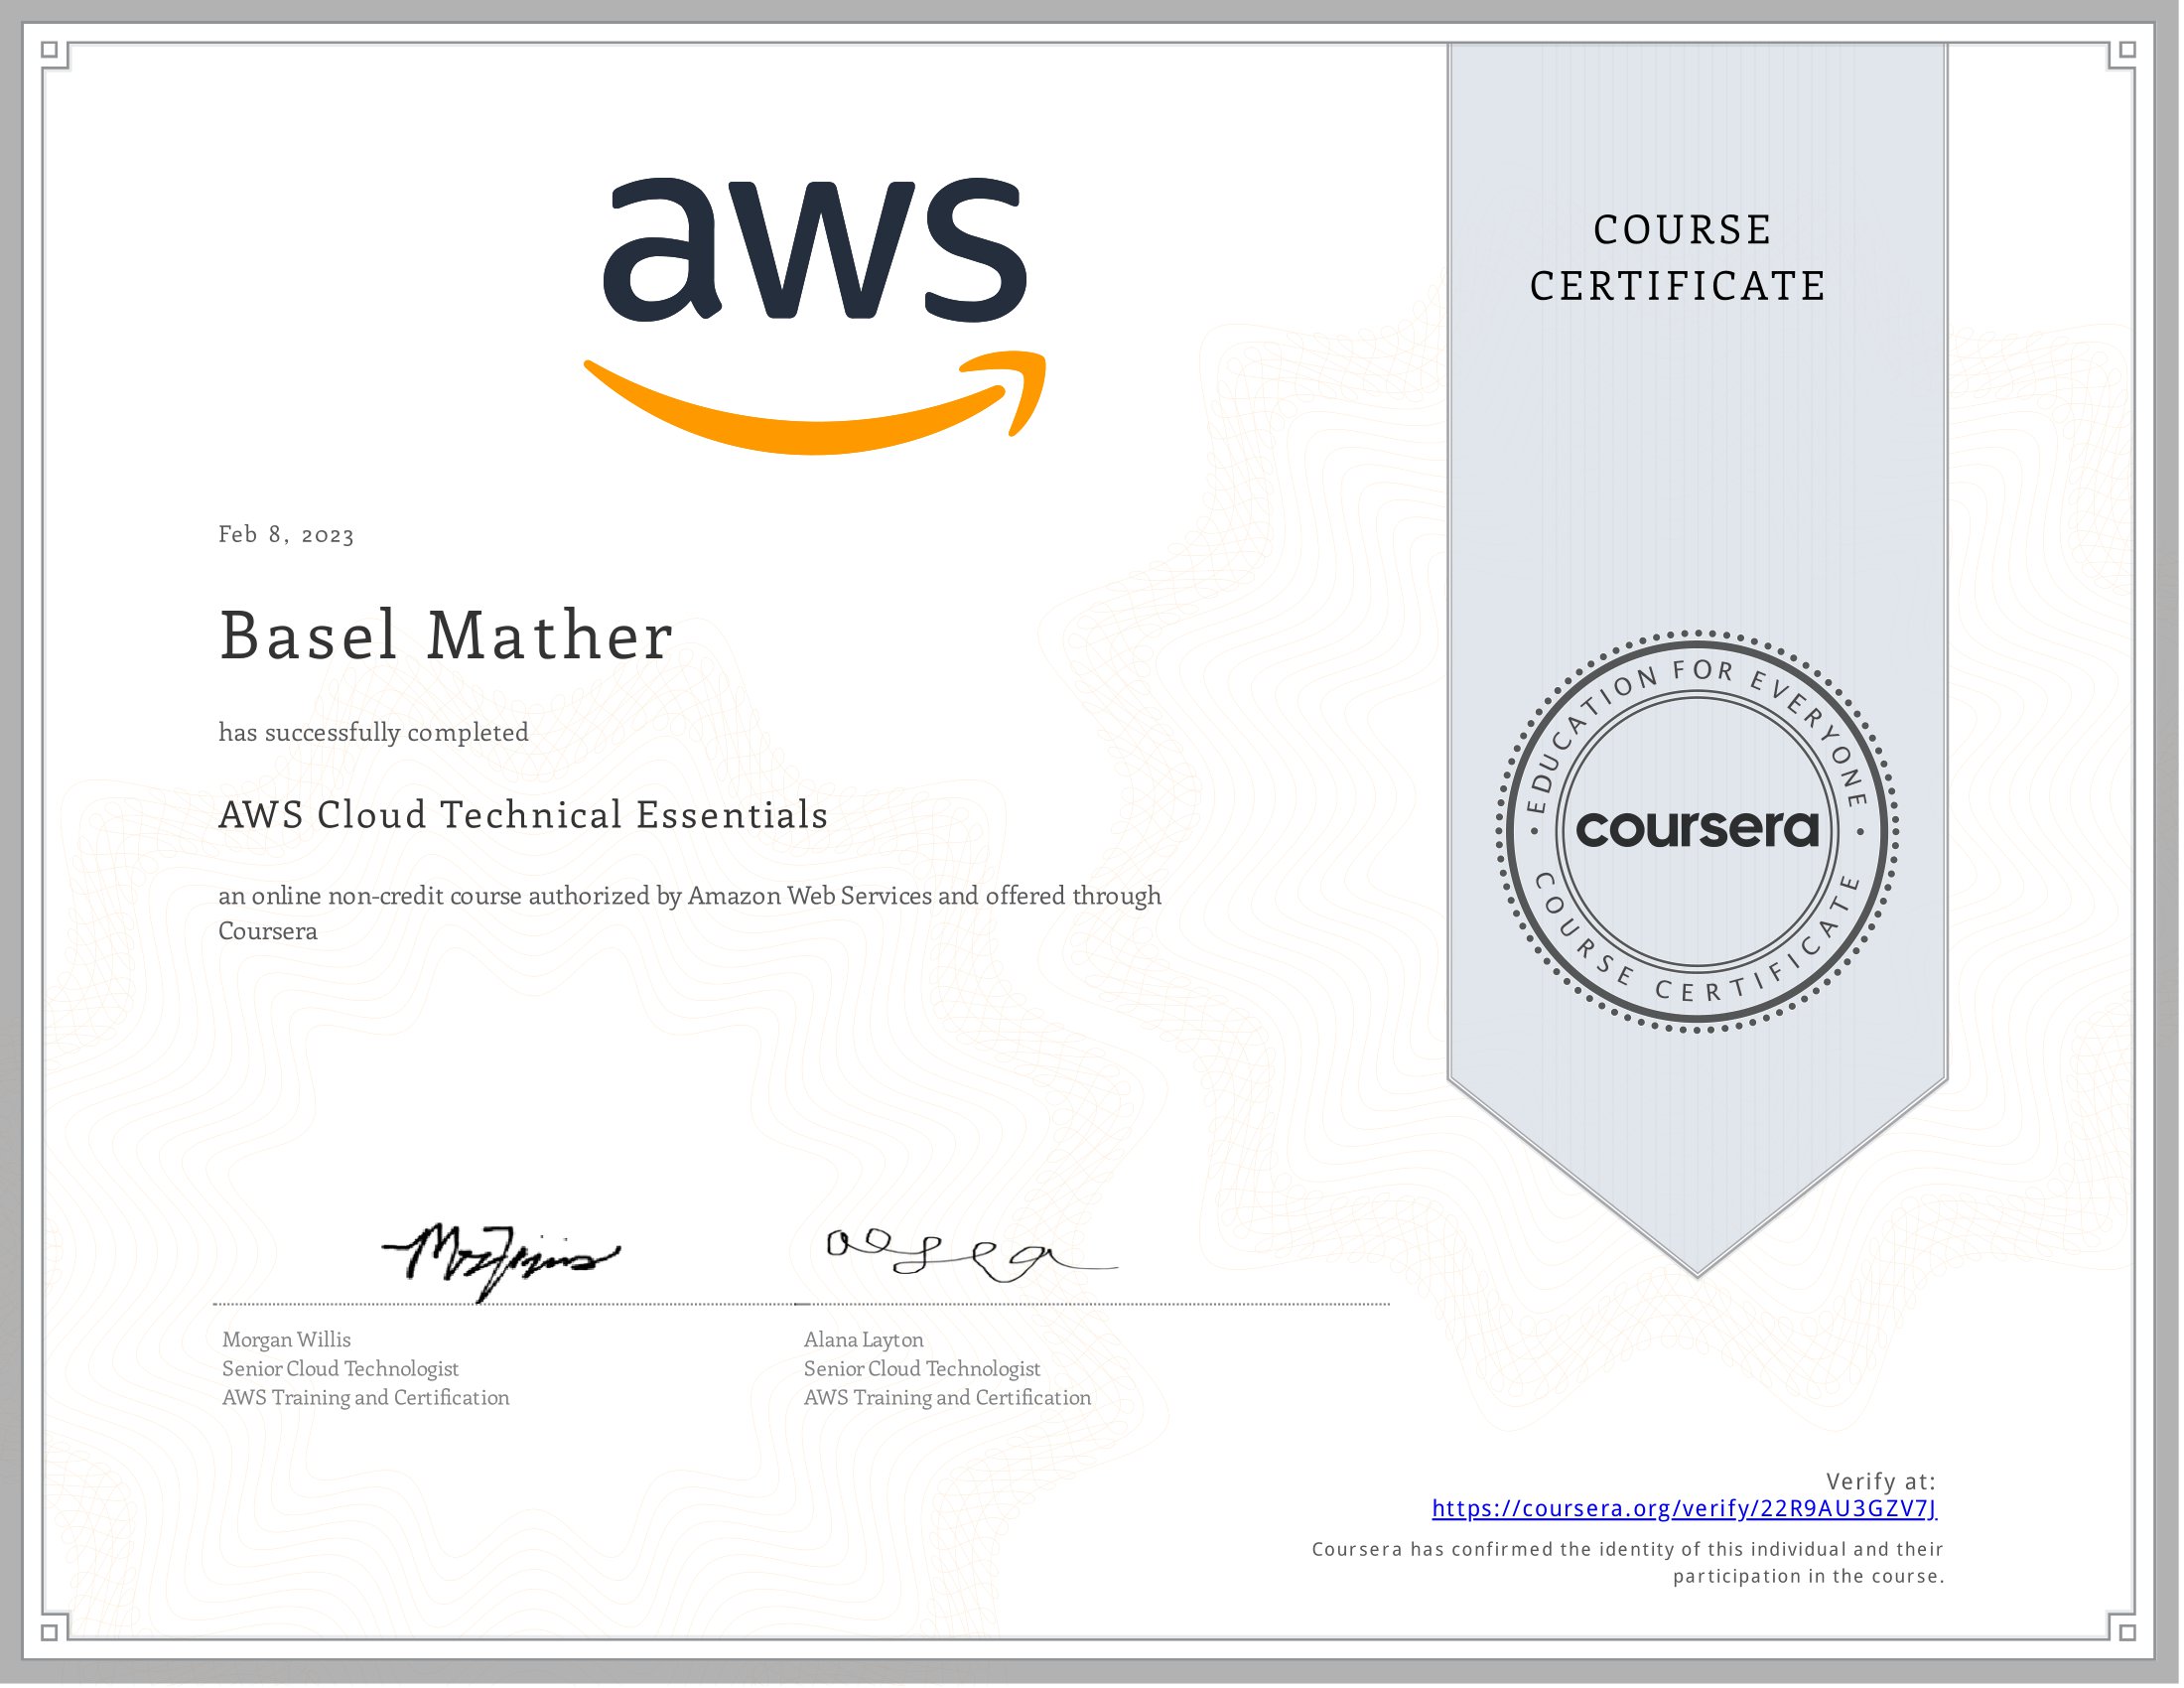 aws
COURSE
CERTIFICATE
Feb 8, 2023
Basel Mather
has successfully completed
AWS Cloud Technical Essentials
an online non-credit course authorized by Amazon Web Services and offered through
Coursera
EDUCATION FOR EVERYONE
coursera
COURSE CERTIFICATE
Morgan Willis
Senior Cloud Technologist
AWS Training and Certification
Alana Layton
Senior Cloud Technologist
AWS Training and Certification
Verify at:
https://coursera.org/verify/22R9AU3GZV7J
Coursera has confirmed the identity of this individual and their
participation in the course.